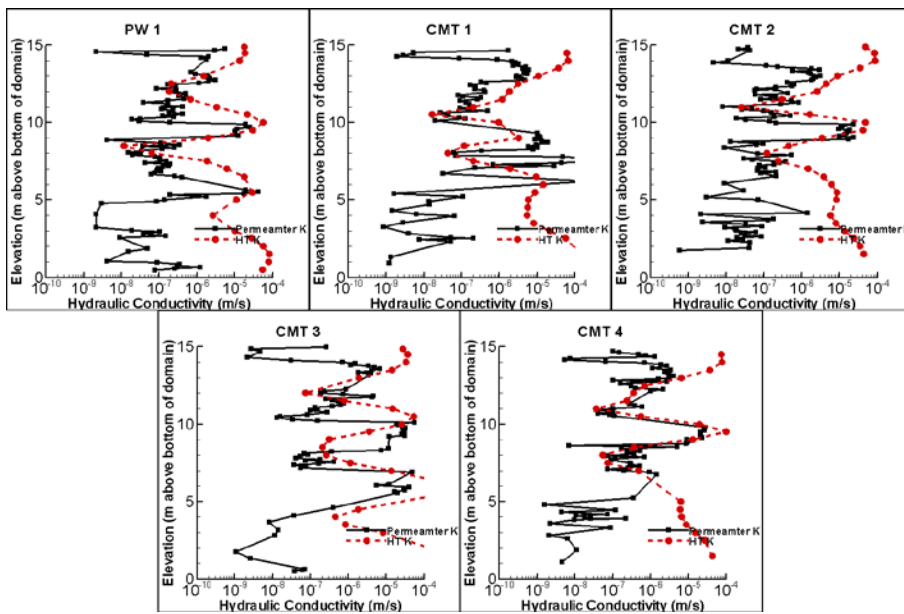 PW 1
Elevation (m above bottom of domain)
15
10
5
0
Permeamter K
HT K
10⁻¹⁰ 10⁻⁹ 10⁻⁸ 10⁻⁷ 10⁻⁶ 10⁻⁵ 10⁻⁴
Hydraulic Conductivity (m/s)
CMT 1
Elevation (m above bottom of domain)
15
10
5
0
Permeamter K
HT K
10⁻¹⁰ 10⁻⁹ 10⁻⁸ 10⁻⁷ 10⁻⁶ 10⁻⁵ 10⁻⁴
Hydraulic Conductivity (m/s)
CMT 2
Elevation (m above bottom of domain)
15
10
5
0
Permeamter K
HT K
10⁻¹⁰ 10⁻⁹ 10⁻⁸ 10⁻⁷ 10⁻⁶ 10⁻⁵ 10⁻⁴
Hydraulic Conductivity (m/s)
CMT 3
Elevation (m above bottom of domain)
15
10
5
0
Permeamter K
HT K
10⁻¹⁰ 10⁻⁹ 10⁻⁸ 10⁻⁷ 10⁻⁶ 10⁻⁵ 10⁻⁴
Hydraulic Conductivity (m/s)
CMT 4
Elevation (m above bottom of domain)
15
10
5
0
Permeamter K
HT K
10⁻¹⁰ 10⁻⁹ 10⁻⁸ 10⁻⁷ 10⁻⁶ 10⁻⁵ 10⁻⁴
Hydraulic Conductivity (m/s)